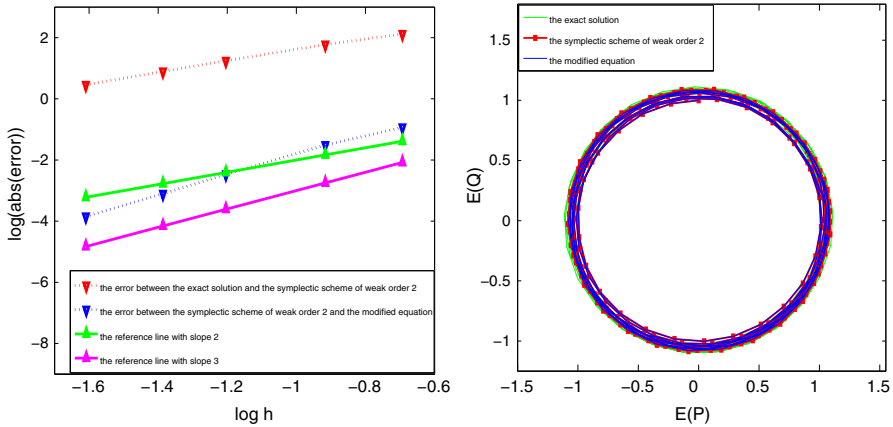 2
0
−2
−4
−6
−8
log(abs(error))
the error between the exact solution and the symplectic scheme of weak order 2
the error between the symplectic scheme of weak order 2 and the modified equation
the reference line with slope 2
the reference line with slope 3
−1.6 −1.4 −1.2 −1 −0.8 −0.6
log h
the exact solution
the symplectic scheme of weak order 2
the modified equation
1.5
1
0.5
0
−0.5
−1
E(Q)
−1.5 −1 −0.5 0 0.5 1 1.5
E(P)